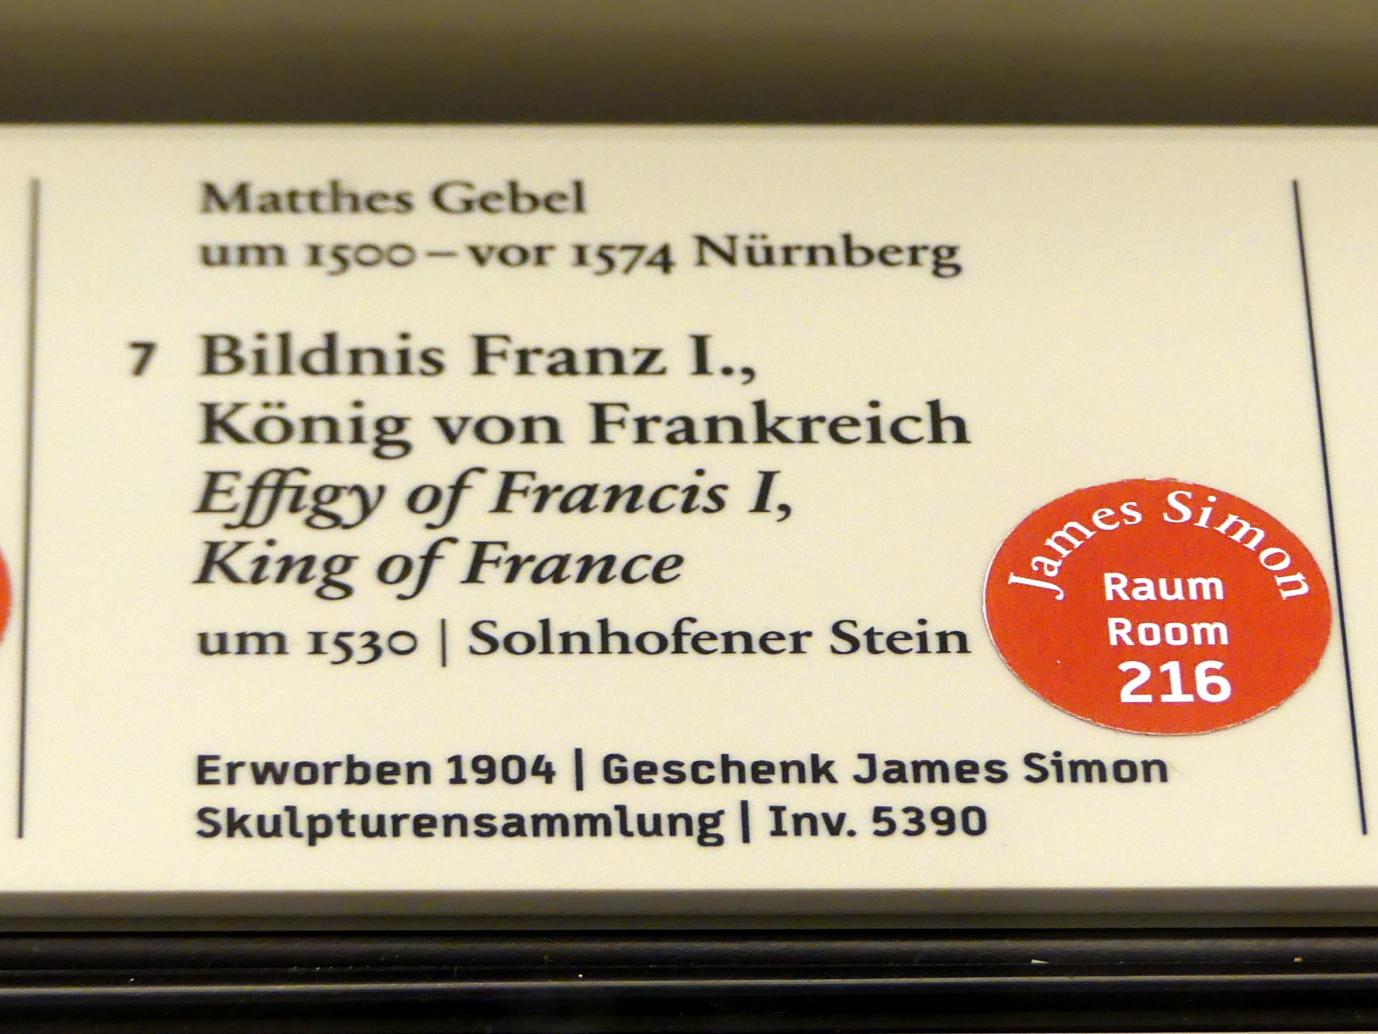 Matthes Gebel
um 1500 – vor 1574 Nürnberg
7 Bildnis Franz I.,
König von Frankreich
Effigy of Francis I,
King of France
um 1530 | Solnhofener Stein
James Simon
Raum
Room
216
Erworben 1904 | Geschenk James Simon
Skulpturensammlung | Inv. 5390